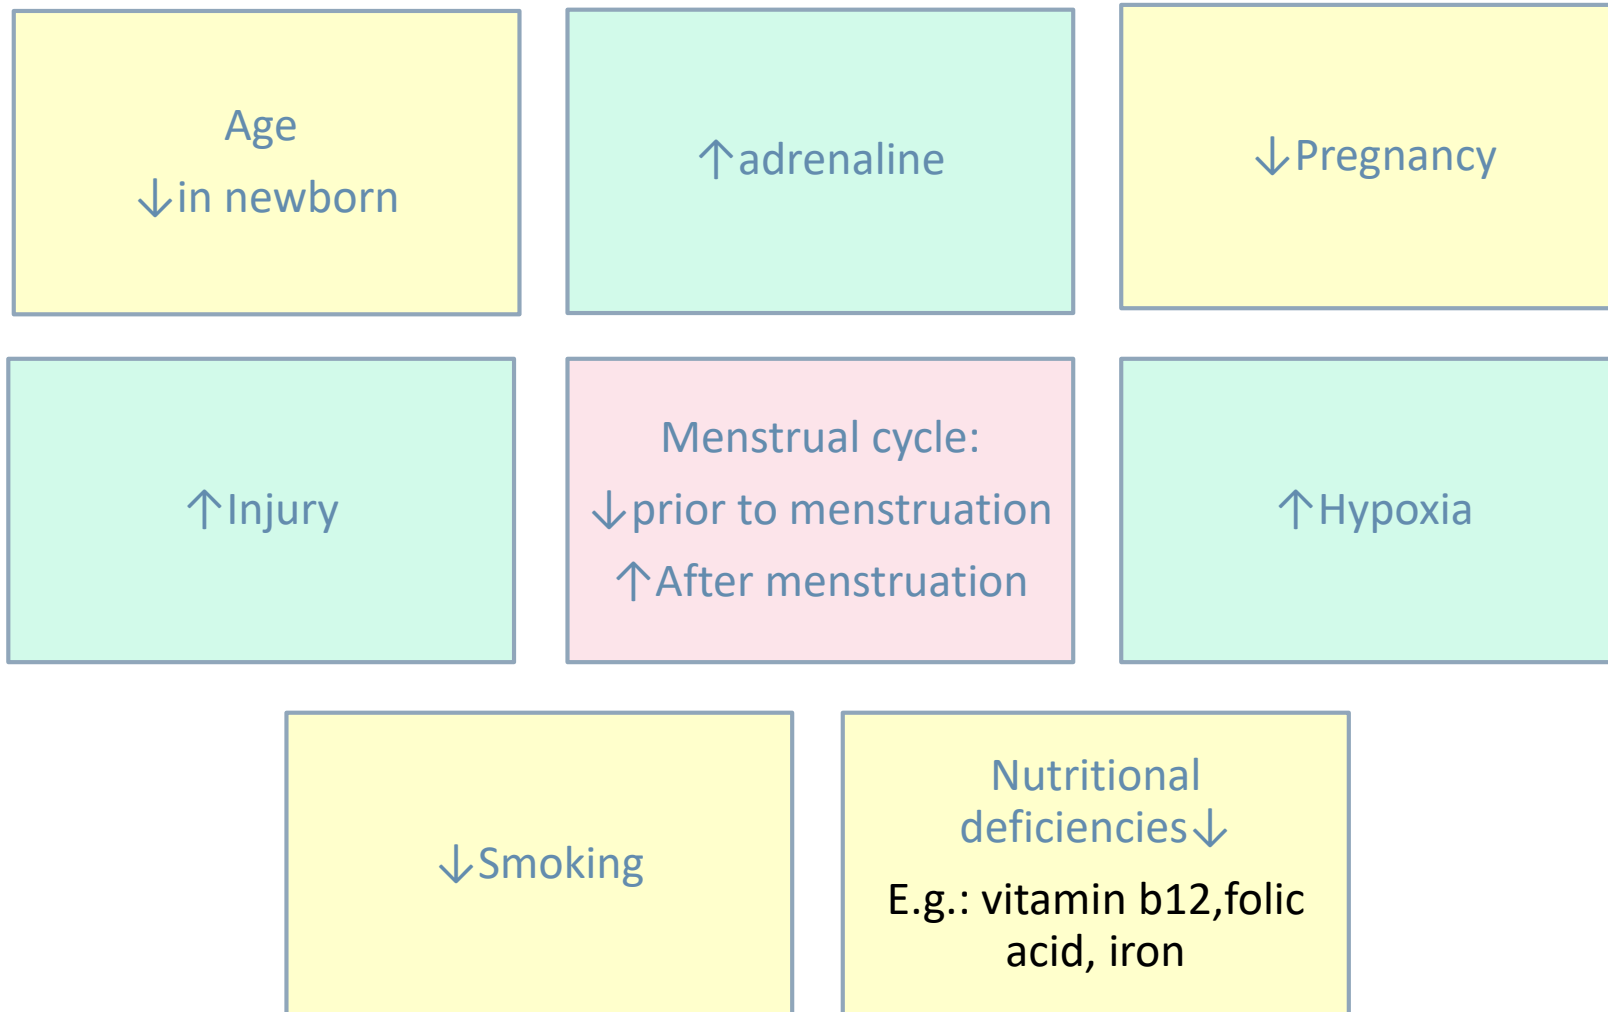 Age
↓in newborn
↑adrenaline
↓Pregnancy
↑Injury
Menstrual cycle:
↓prior to menstruation
↑After menstruation
↑Hypoxia
↓Smoking
Nutritional
deficiencies↓
E.g.: vitamin b12,folic
acid, iron